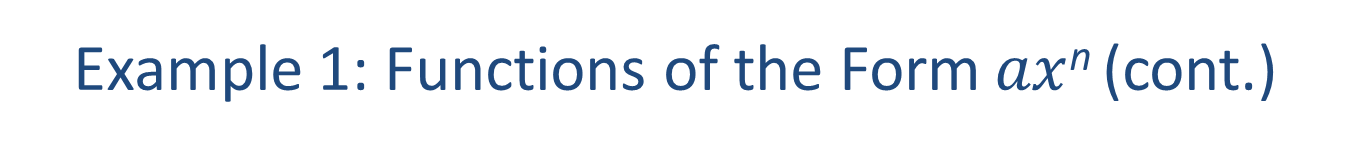 Example 1: Functions of the Form axⁿ (cont.)